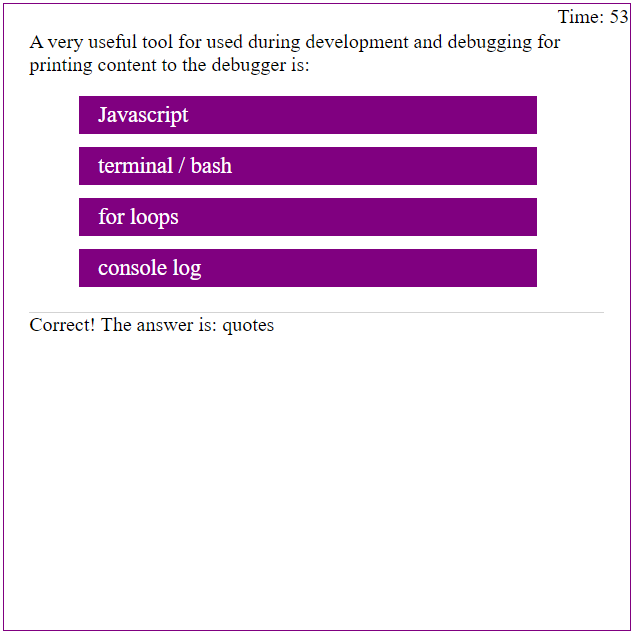 Time: 53
A very useful tool for used during development and debugging for
printing content to the debugger is:
Javascript
terminal / bash
for loops
console log
Correct! The answer is: quotes